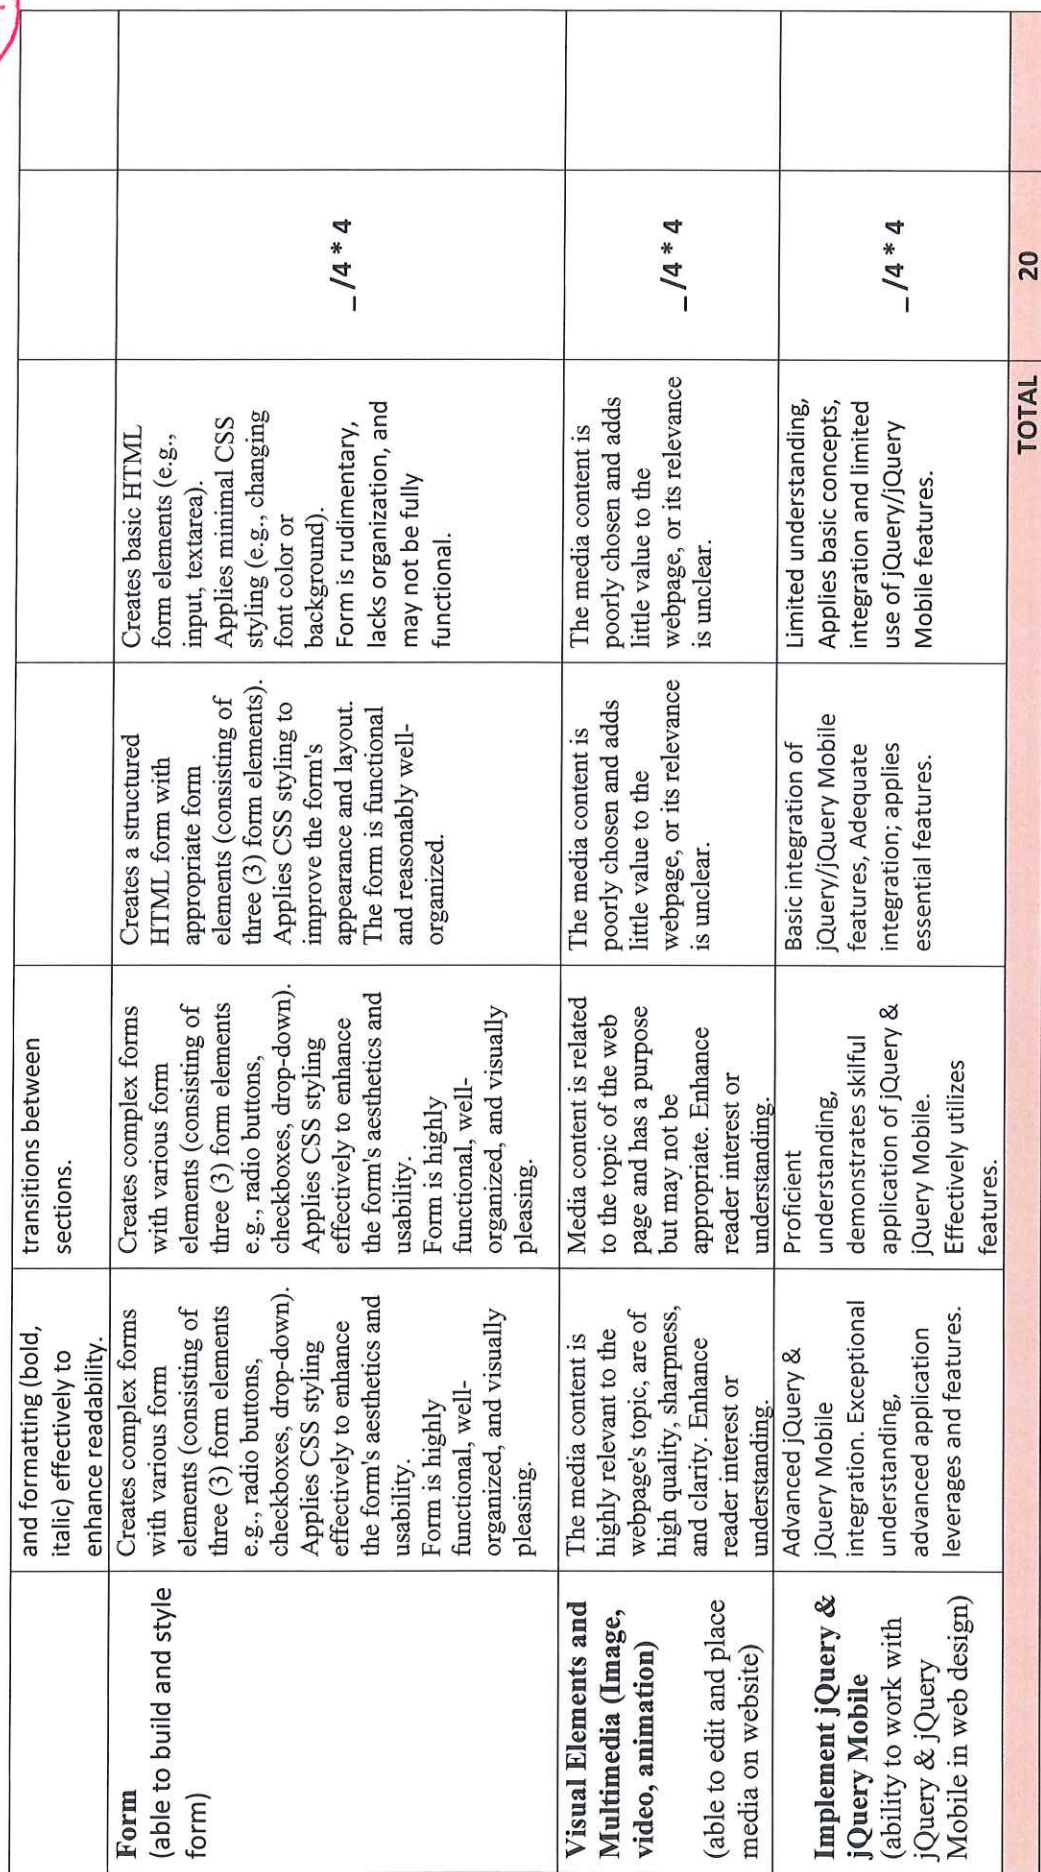 and formatting (bold,
italic) effectively to
enhance readability.
transitions between
sections.
Form
(able to build and style
form)
Creates complex forms
with various form
elements (consisting of
three (3) form elements
e.g., radio buttons,
checkboxes, drop-down).
Applies CSS styling
effectively to enhance
the form's aesthetics and
usability.
Form is highly
functional, well-
organized, and visually
pleasing.
Creates complex forms
with various form
elements (consisting of
three (3) form elements
e.g., radio buttons,
checkboxes, drop-down).
Applies CSS styling
effectively to enhance
the form's aesthetics and
usability.
Form is highly
functional, well-
organized, and visually
pleasing.
Creates a structured
HTML form with
appropriate form
elements (consisting of
three (3) form elements).
Applies CSS styling to
improve the form's
appearance and layout.
The form is functional
and reasonably well-
organized.
Creates basic HTML
form elements (e.g.,
input, textarea).
Applies minimal CSS
styling (e.g., changing
font color or
background).
Form is rudimentary,
lacks organization, and
may not be fully
functional.
_ /4 * 4
Visual Elements and
Multimedia (Image,
video, animation)
(able to edit and place
media on website)
The media content is
highly relevant to the
webpage's topic, are of
high quality, sharpness,
and clarity. Enhance
reader interest or
understanding.
Media content is related
to the topic of the web
page and has a purpose
but may not be
appropriate. Enhance
reader interest or
understanding.
The media content is
poorly chosen and adds
little value to the
webpage, or its relevance
is unclear.
The media content is
poorly chosen and adds
little value to the
webpage, or its relevance
is unclear.
_ /4 * 4
Implement jQuery &
jQuery Mobile
(ability to work with
jQuery & jQuery
Mobile in web design)
Advanced jQuery &
jQuery Mobile
integration. Exceptional
understanding,
advanced application
leverages and features.
Proficient
understanding,
demonstrates skilful
application of jQuery &
jQuery Mobile.
Effectively utilizes
features.
Basic integration of
jQuery/jQuery Mobile
features, Adequate
integration; applies
essential features.
Limited understanding,
Applies basic concepts,
integration and limited
use of jQuery/jQuery
Mobile features.
_ /4 * 4
TOTAL 20